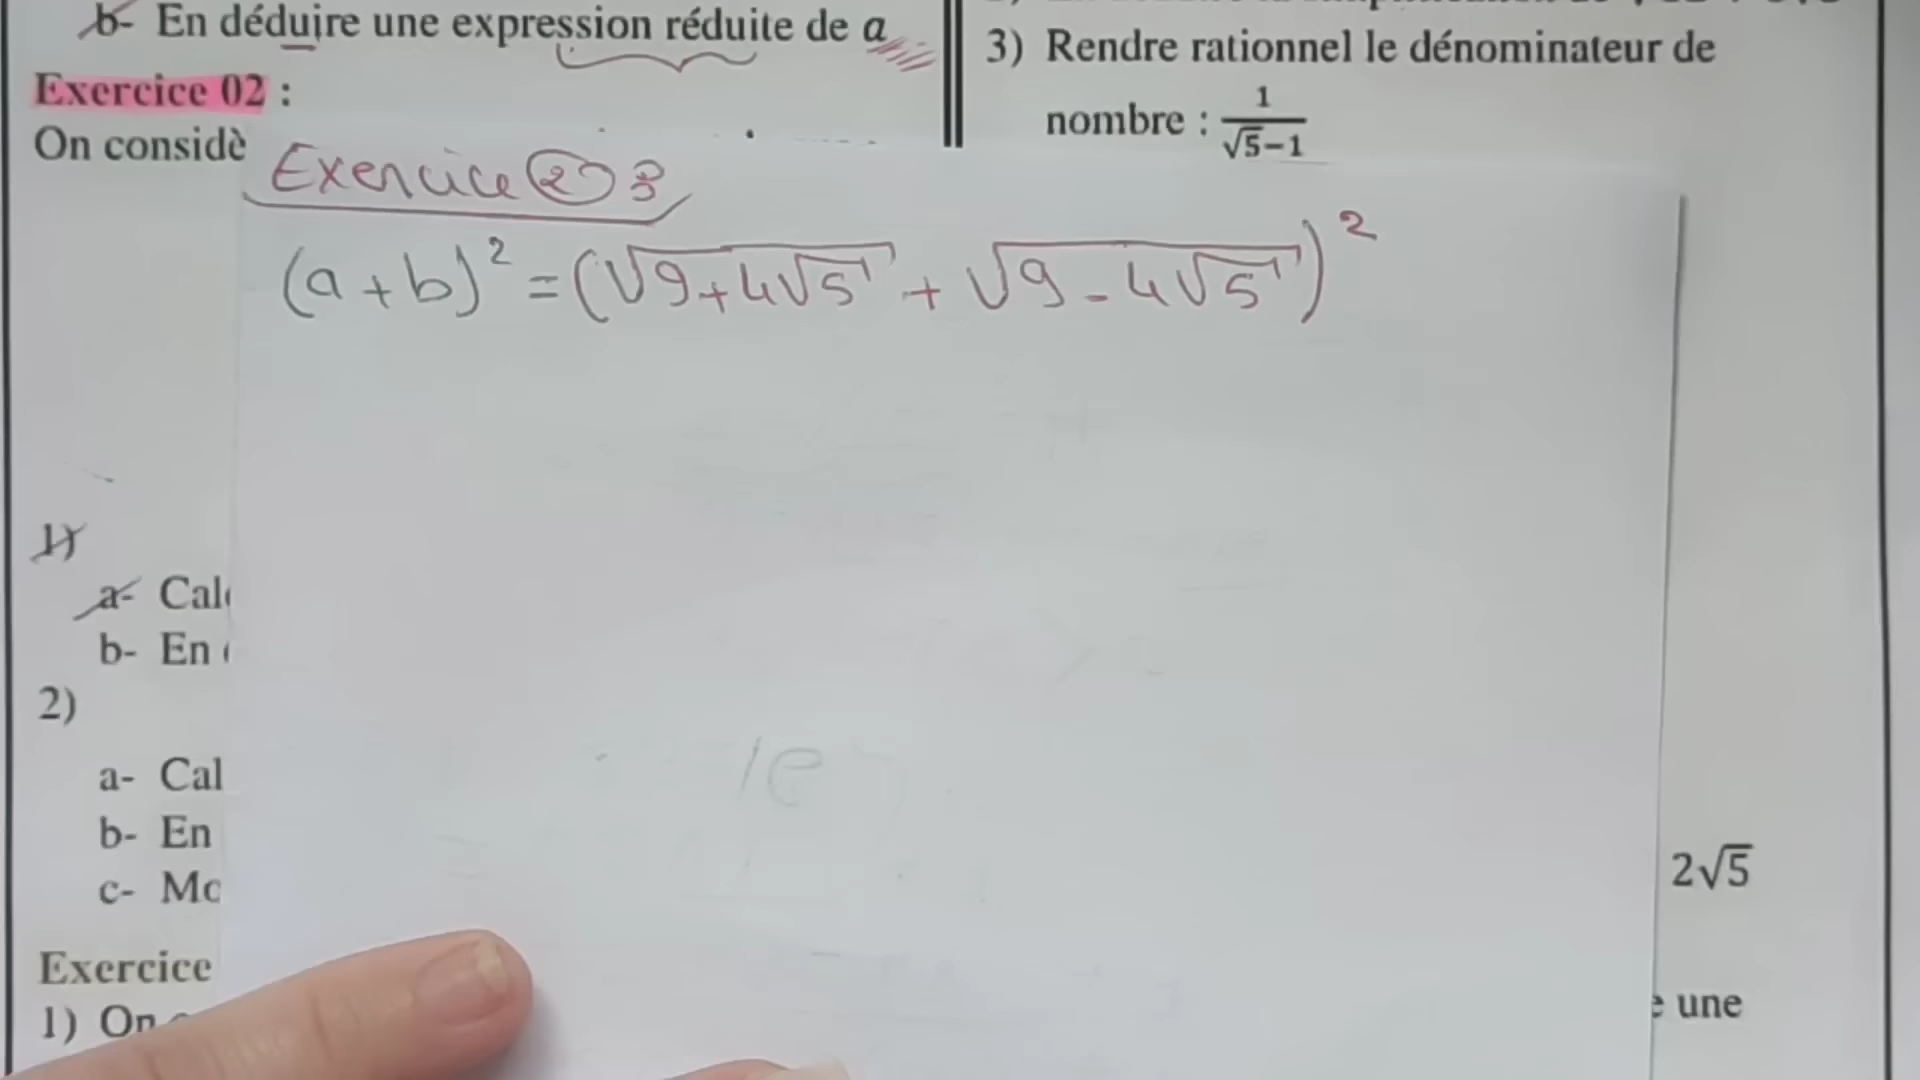 b- En déduire une expression réduite de a
Exercice 02 :
On considè
3) Rendre rationnel le dénominateur de
nombre : 1/(√5−1)
Exercice 2 :
(a+b)² = (√(9+4√5) + √(9-4√5))²
1)
a- Cal
b- En
2)
a- Cal
b- En
c- Mo
2√5
Exercice
1) On
e une